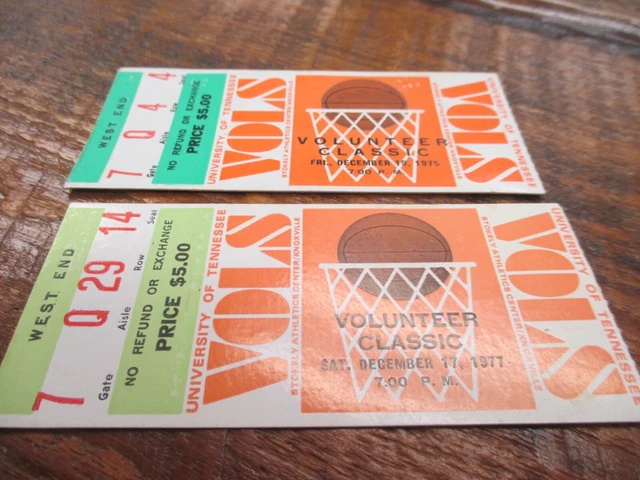 WEST END
7 Q 4 4
Gate Aisle Row Seat
NO REFUND OR EXCHANGE
PRICE $5.00
UNIVERSITY OF TENNESSEE
VOLS
STOKELY ATHLETICS CENTER/KNOXVILLE
VOLUNTEER
CLASSIC
FRI. DECEMBER 19, 1975
7:00 P. M.
STOKELY ATHLETICS CENTER/KNOXVILLE
VOLS
UNIVERSITY OF TENNESSEE
WEST END
7 Q 29 14
Gate Aisle Row Seat
NO REFUND OR EXCHANGE
PRICE $5.00
UNIVERSITY OF TENNESSEE
VOLS
STOKELY ATHLETICS CENTER/KNOXVILLE
VOLUNTEER
CLASSIC
SAT. DECEMBER 17, 1977
7:00 P. M.
STOKELY ATHLETICS CENTER/KNOXVILLE
VOLS
UNIVERSITY OF TENNESSEE